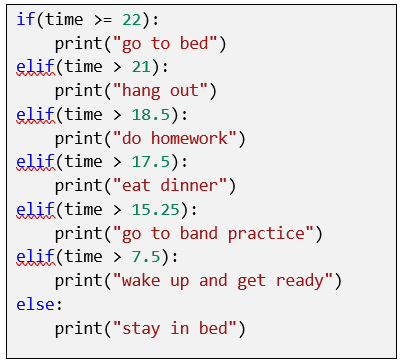 if(time >= 22):
    print("go to bed")
elif(time > 21):
    print("hang out")
elif(time > 18.5):
    print("do homework")
elif(time > 17.5):
    print("eat dinner")
elif(time > 15.25):
    print("go to band practice")
elif(time > 7.5):
    print("wake up and get ready")
else:
    print("stay in bed")